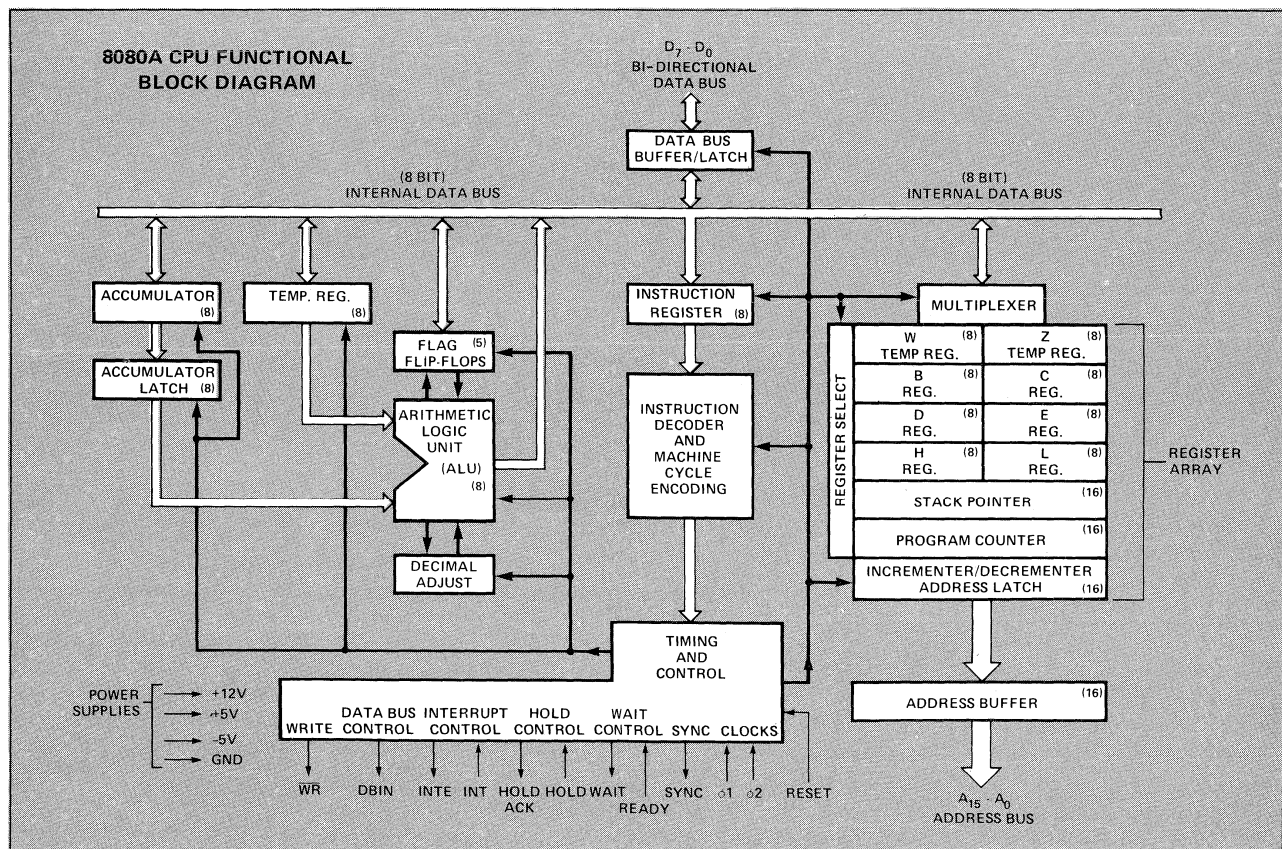 8080A CPU FUNCTIONAL
BLOCK DIAGRAM
D7 - D0
BI-DIRECTIONAL
DATA BUS
DATA BUS
BUFFER/LATCH
(8 BIT)
INTERNAL DATA BUS
(8 BIT)
INTERNAL DATA BUS
ACCUMULATOR
(8)
TEMP. REG.
(8)
INSTRUCTION
REGISTER (8)
MULTIPLEXER
FLAG (5)
FLIP-FLOPS
ACCUMULATOR
LATCH (8)
ARITHMETIC
LOGIC
UNIT
(ALU)
(8)
DECIMAL
ADJUST
INSTRUCTION
DECODER
AND
MACHINE
CYCLE
ENCODING
REGISTER SELECT
W (8)
TEMP REG.
Z (8)
TEMP REG.
B (8)
REG.
C (8)
REG.
D (8)
REG.
E (8)
REG.
H (8)
REG.
L (8)
REG.
STACK POINTER (16)
PROGRAM COUNTER (16)
INCREMENTER/DECREMENTER
ADDRESS LATCH (16)
REGISTER
ARRAY
TIMING
AND
CONTROL
ADDRESS BUFFER (16)
POWER
SUPPLIES
+12V
+5V
-5V
GND
WRITE
DATA BUS
CONTROL
INTERRUPT
CONTROL
HOLD
CONTROL
WAIT
CONTROL
SYNC
CLOCKS
W̅R̅
DBIN
INTE
INT
HOLD
ACK
HOLD
WAIT
READY
SYNC
ϕ1
ϕ2
RESET
A15 - A0
ADDRESS BUS